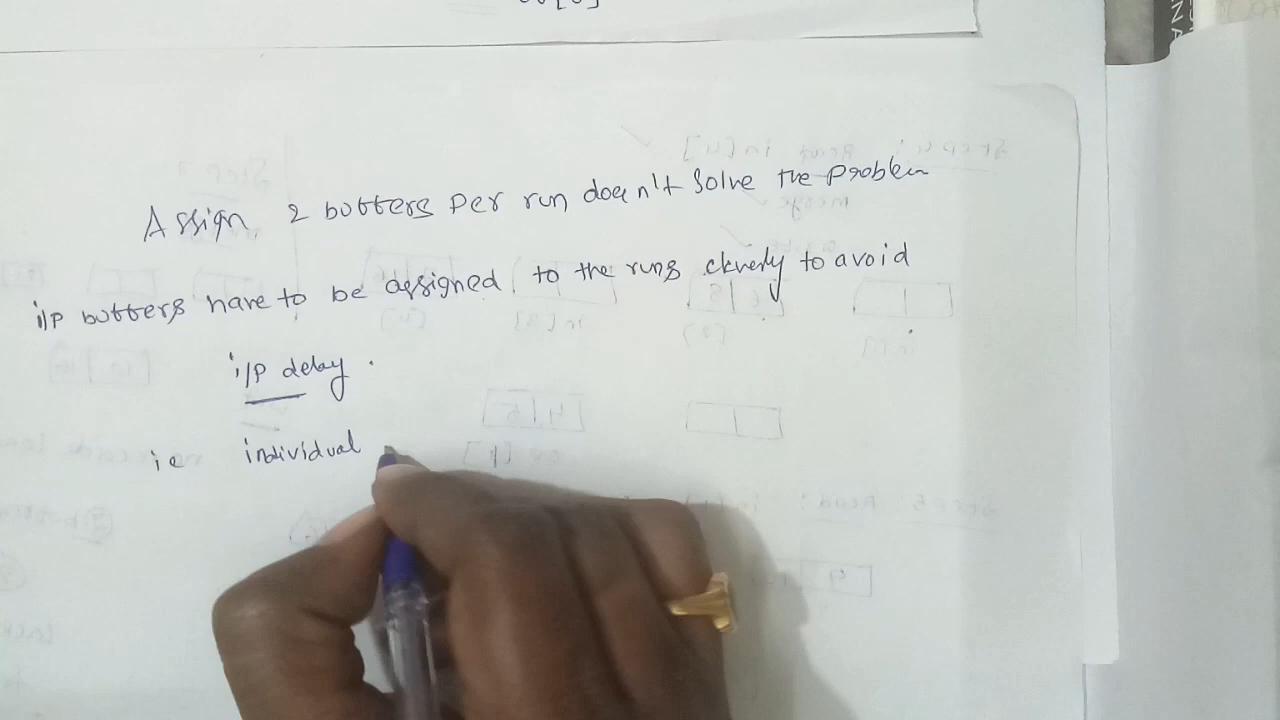 Assign 2 buffers per run doesn't solve the problem
i/p buffers have to be assigned to the runs cleverly to avoid
i/p delay.
ie individual